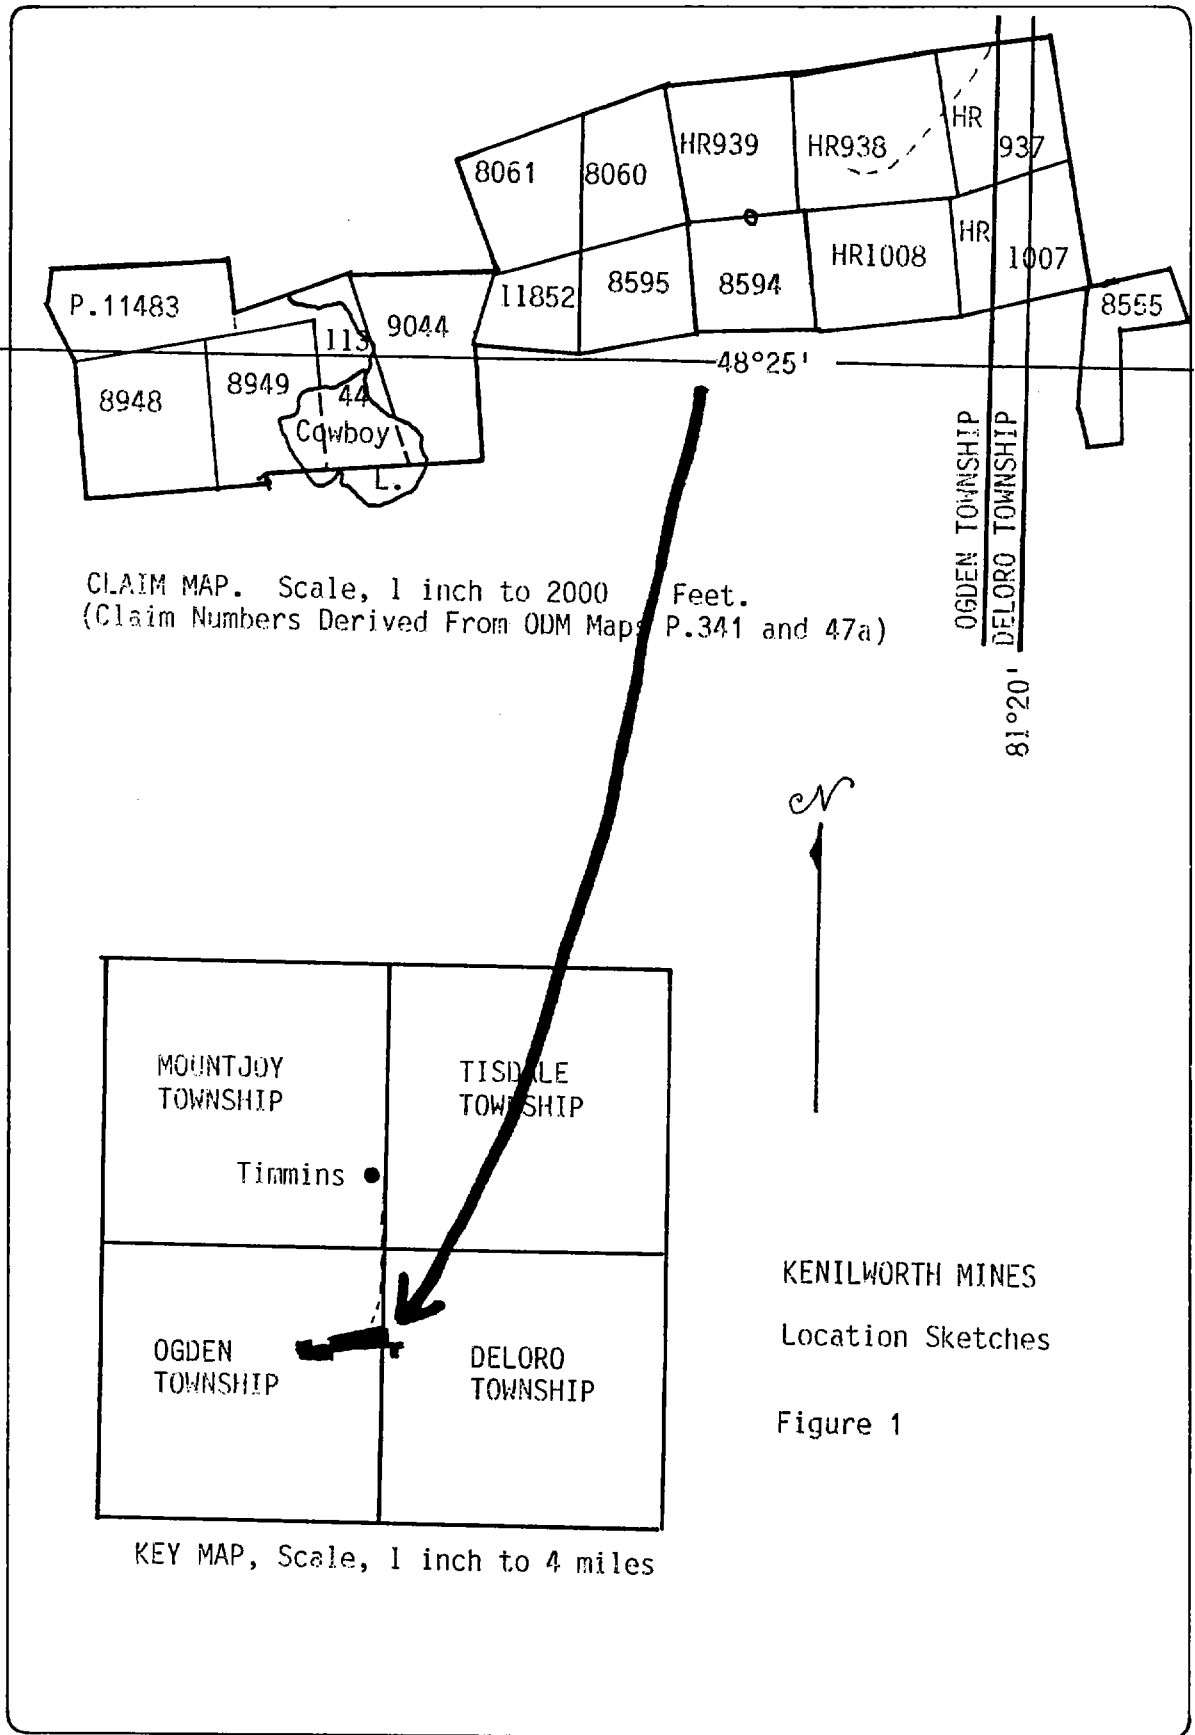 8061
8060
HR939
HR938
HR
937
P.11483
11852
8595
8594
HR1008
HR
1007
8555
113
9044
48°25'
8948
8949
44
Cowboy
L.
OGDEN TOWNSHIP
DELORO TOWNSHIP
81°20'
CLAIM MAP. Scale, 1 inch to 2000 Feet.
(Claim Numbers Derived From ODM Maps P.341 and 47a)
N
MOUNTJOY
TOWNSHIP
TISDALE
TOWNSHIP
Timmins
OGDEN
TOWNSHIP
DELORO
TOWNSHIP
KENILWORTH MINES
Location Sketches
Figure 1
KEY MAP, Scale, 1 inch to 4 miles